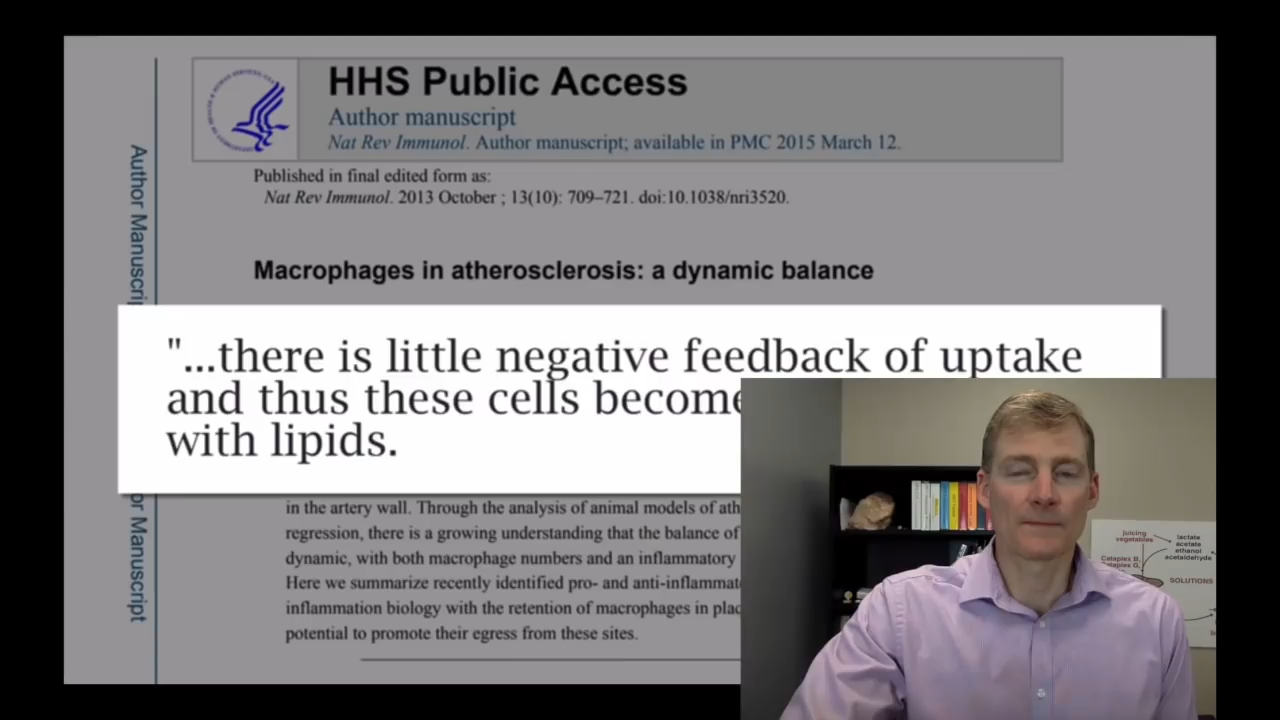 HHS Public Access
Author manuscript
Nat Rev Immunol. Author manuscript; available in PMC 2015 March 12.
Published in final edited form as:
Nat Rev Immunol. 2013 October ; 13(10): 709–721. doi:10.1038/nri3520.
Macrophages in atherosclerosis: a dynamic balance
"...there is little negative feedback of uptake
and thus these cells become
with lipids.
in the artery wall. Through the analysis of animal models of
regression, there is a growing understanding that the balance of
dynamic, with both macrophage numbers and an inflammatory
Here we summarize recently identified pro- and
inflammation biology with the retention of macrophages in
potential to promote their egress from these sites.
Author Manuscript
Manuscript
juicing
vegetables
lactate
acetate
ethanol
acetaldehyde
Cataplex B,
Cataplex G,
SOLUTIONS